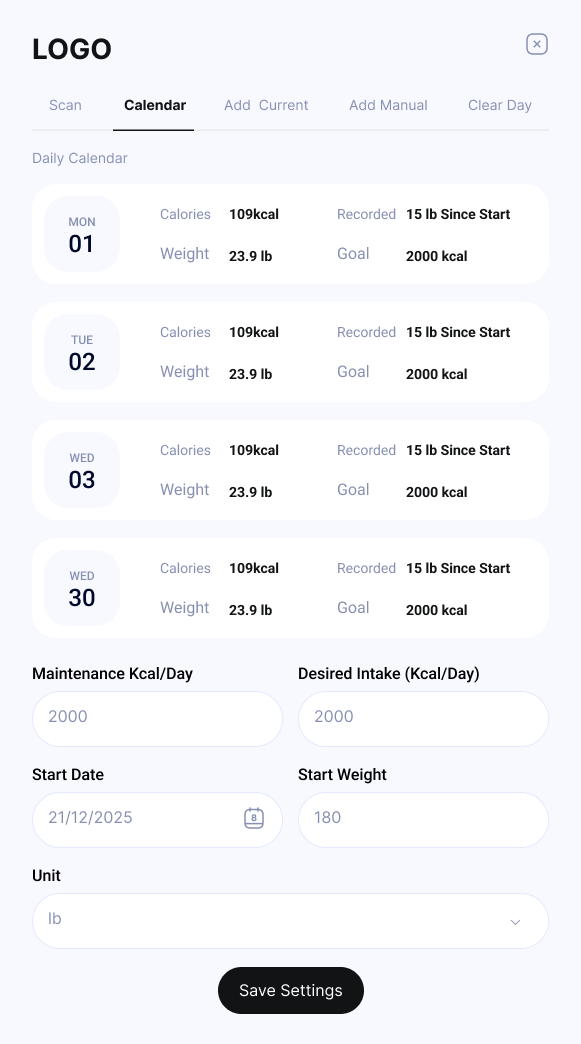 LOGO
Scan Calendar Add Current Add Manual Clear Day
Daily Calendar
MON
01
Calories 109kcal Recorded 15 lb Since Start
Weight 23.9 lb Goal 2000 kcal
TUE
02
Calories 109kcal Recorded 15 lb Since Start
Weight 23.9 lb Goal 2000 kcal
WED
03
Calories 109kcal Recorded 15 lb Since Start
Weight 23.9 lb Goal 2000 kcal
WED
30
Calories 109kcal Recorded 15 lb Since Start
Weight 23.9 lb Goal 2000 kcal
Maintenance Kcal/Day Desired Intake (Kcal/Day)
2000 2000
Start Date Start Weight
21/12/2025 8 180
Unit
lb
Save Settings